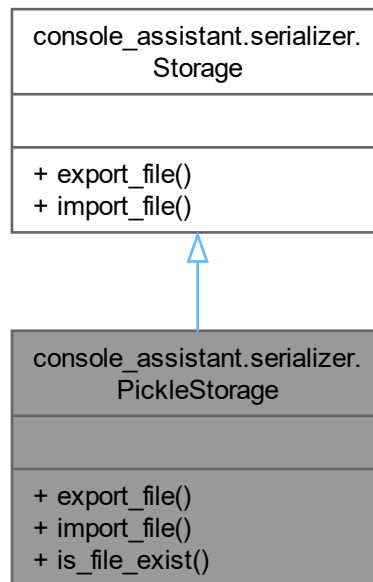 console_assistant.serializer.
Storage
+ export_file()
+ import_file()
console_assistant.serializer.
PickleStorage
+ export_file()
+ import_file()
+ is_file_exist()